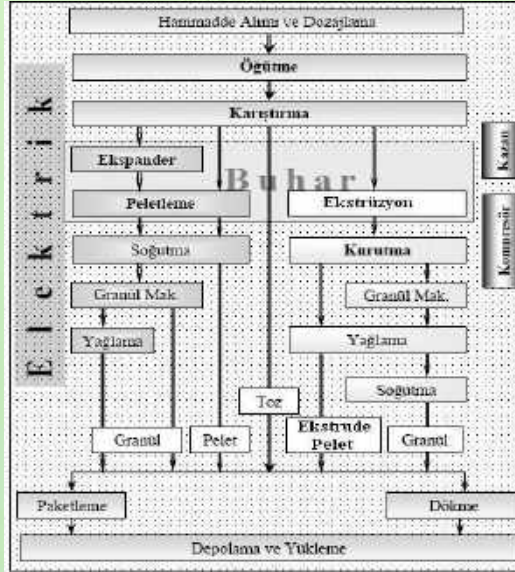 Hammadde Alımı ve Dozajlama
Öğütme
Karıştırma
Elektrik
Ekspander
Buhar
Kazan
Peletleme
Ekstrüzyon
Kompresör
Soğutma
Kurutma
Granül Mak.
Granül Mak.
Yağlama
Yağlama
Soğutma
Toz
Granül
Pelet
Ekstrude
Pelet
Granül
Paketleme
Dökme
Depolama ve Yükleme